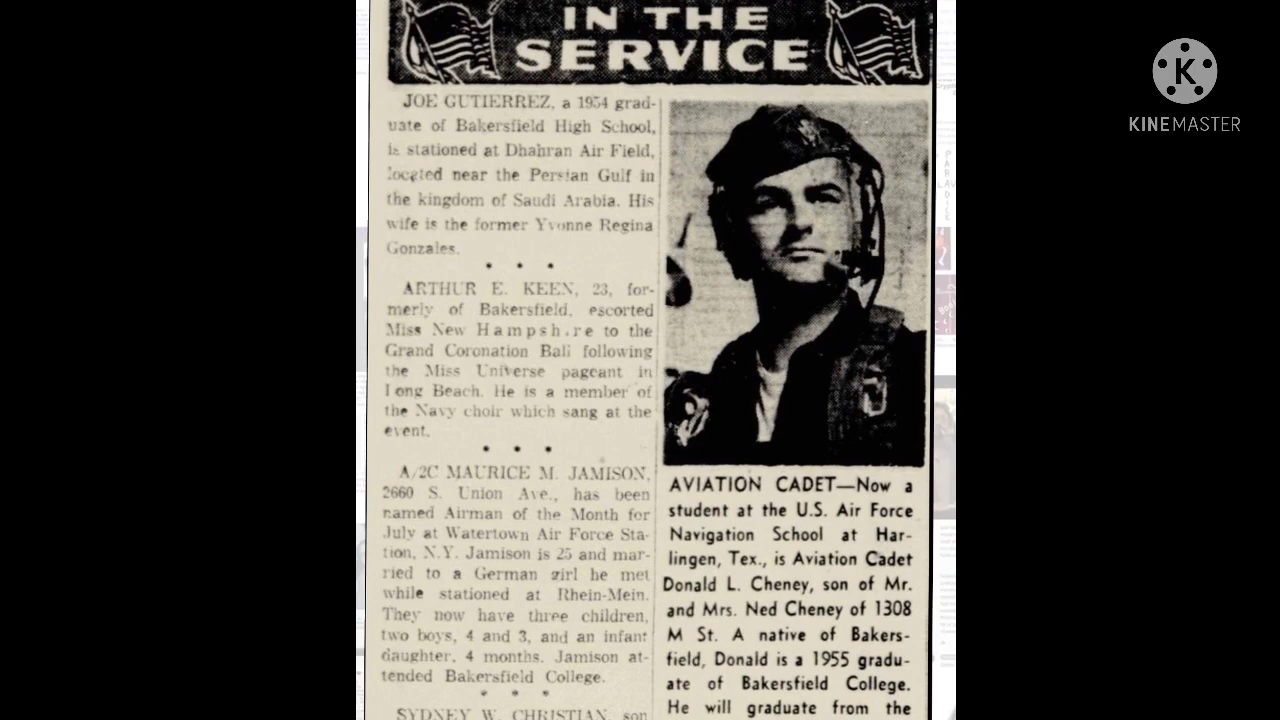 IN THE
SERVICE
JOE GUTIERREZ, a 1954 grad-
uate of Bakersfield High School,
is stationed at Dhahran Air Field,
located near the Persian Gulf in
the kingdom of Saudi Arabia. His
wife is the former Yvonne Regina
Gonzales.
• • •
ARTHUR E. KEEN, 23, for-
merly of Bakersfield, escorted
Miss New Hampshire to the
Grand Coronation Ball following
the Miss Universe pageant in
Long Beach. He is a member of
the Navy choir which sang at the
event.
• • •
A/2C MAURICE M. JAMISON,
2660 S. Union Ave., has been
named Airman of the Month for
July at Watertown Air Force Sta-
tion, N.Y. Jamison is 25 and mar-
ried to a German girl he met
while stationed at Rhein-Mein.
They now have three children,
two boys, 4 and 3, and an infant
daughter, 4 months. Jamison at-
tended Bakersfield College.
• • •
SYDNEY W. CHRISTIAN, son
AVIATION CADET—Now a
student at the U.S. Air Force
Navigation School at Har-
lingen, Tex., is Aviation Cadet
Donald L. Cheney, son of Mr.
and Mrs. Ned Cheney of 1308
M St. A native of Bakers-
field, Donald is a 1955 gradu-
ate of Bakersfield College.
He will graduate from the
K
KINEMASTER